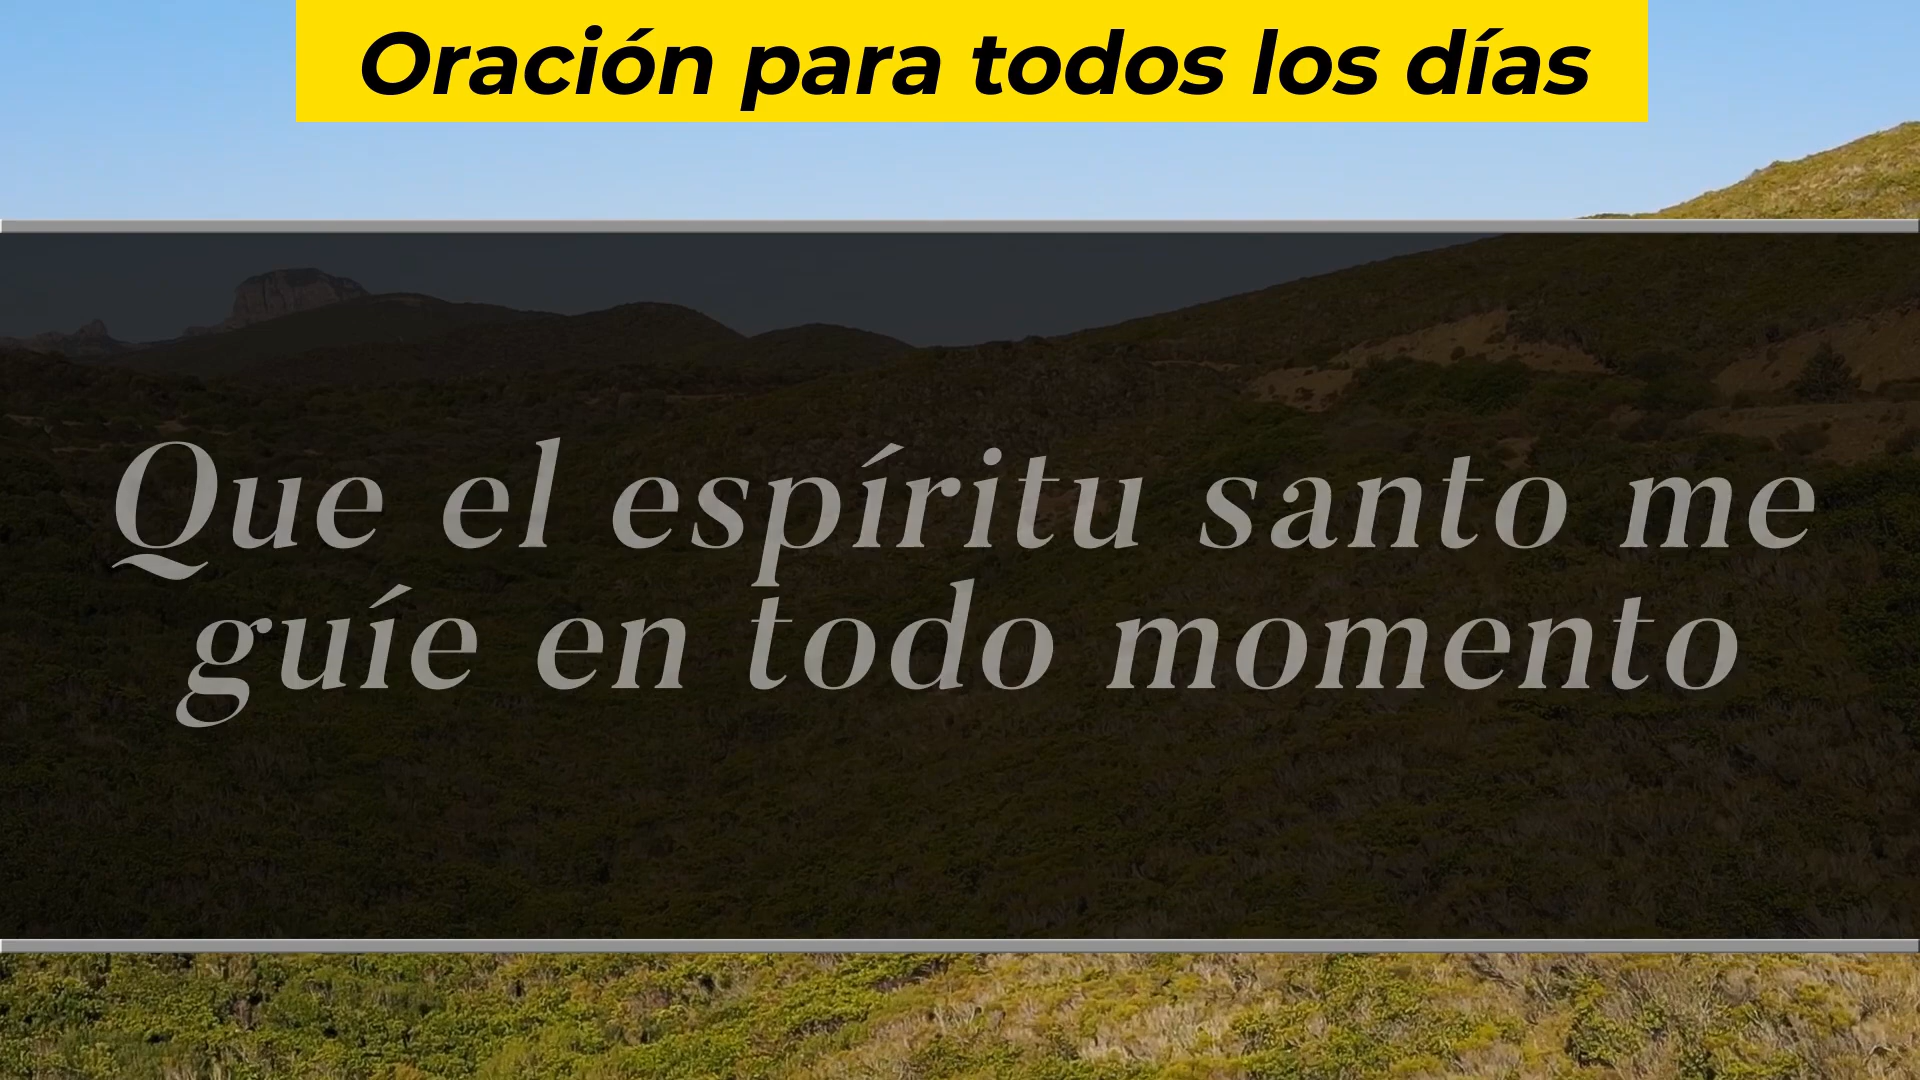 Oración para todos los días
Que el espíritu santo me
guíe en todo momento